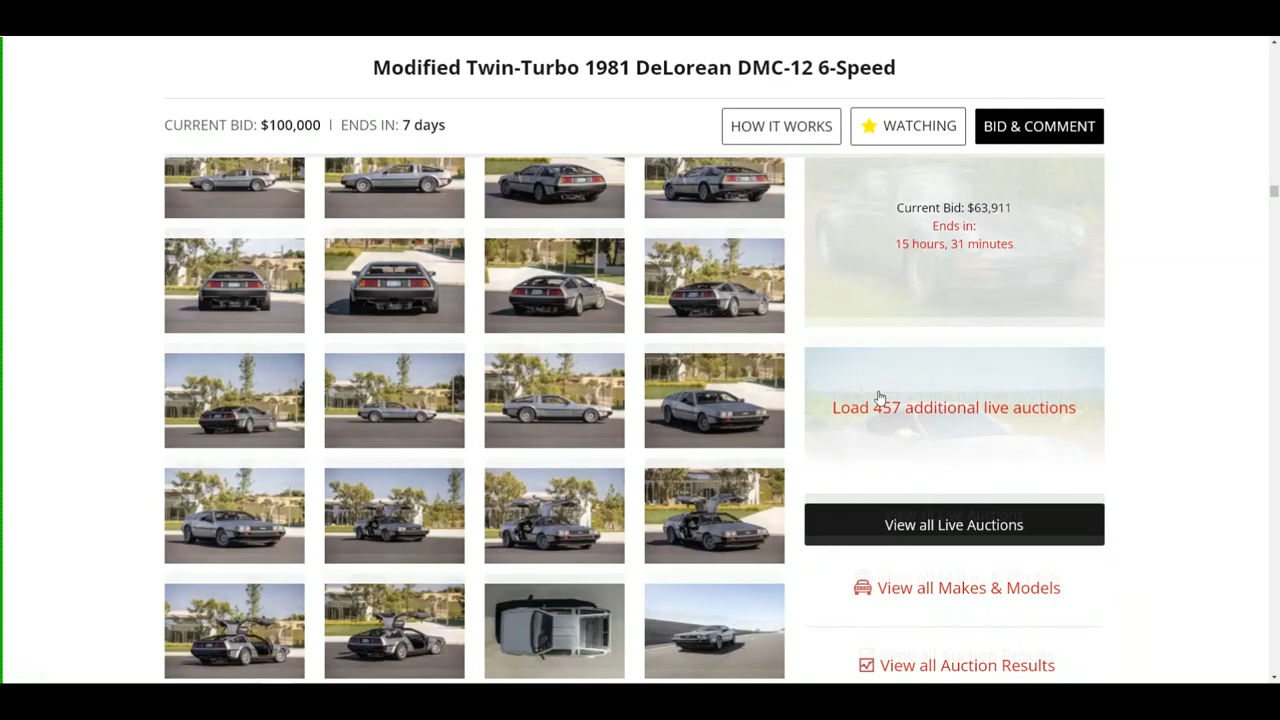 Modified Twin-Turbo 1981 DeLorean DMC-12 6-Speed
CURRENT BID: $100,000 | ENDS IN: 7 days
HOW IT WORKS
WATCHING
BID & COMMENT
Current Bid: $63,911
Ends in:
15 hours, 31 minutes
Load 457 additional live auctions
View all Live Auctions
View all Makes & Models
View all Auction Results